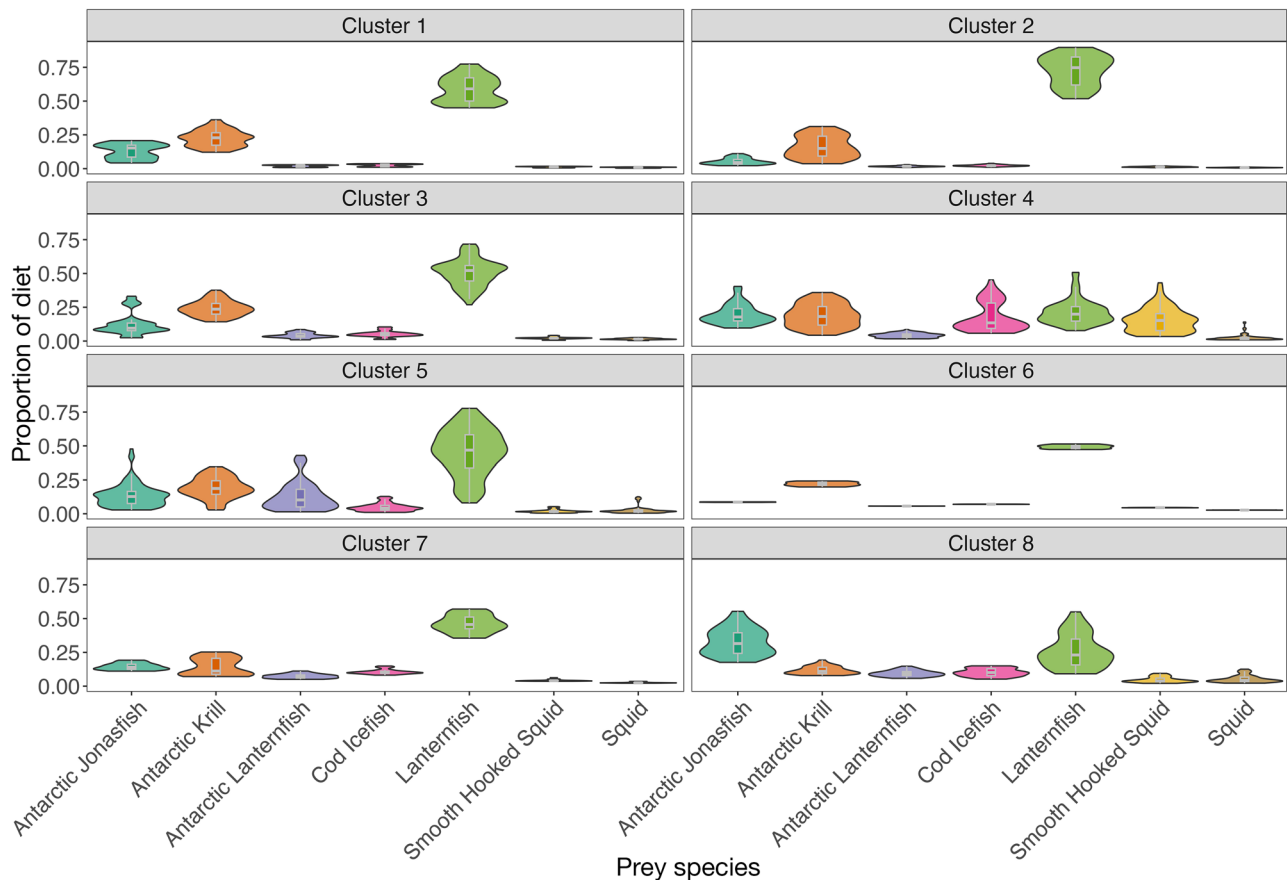 Cluster 1
Cluster 2
0.75
0.50
0.25
0.00
Cluster 3
Cluster 4
0.75
0.50
0.25
0.00
Cluster 5
Cluster 6
0.75
0.50
0.25
0.00
Cluster 7
Cluster 8
0.75
0.50
0.25
0.00
Proportion of diet
Antarctic Jonasfish
Antarctic Krill
Antarctic Lanternfish
Cod Icefish
Lanternfish
Smooth Hooked Squid
Squid
Antarctic Jonasfish
Antarctic Krill
Antarctic Lanternfish
Cod Icefish
Lanternfish
Smooth Hooked Squid
Squid
Prey species